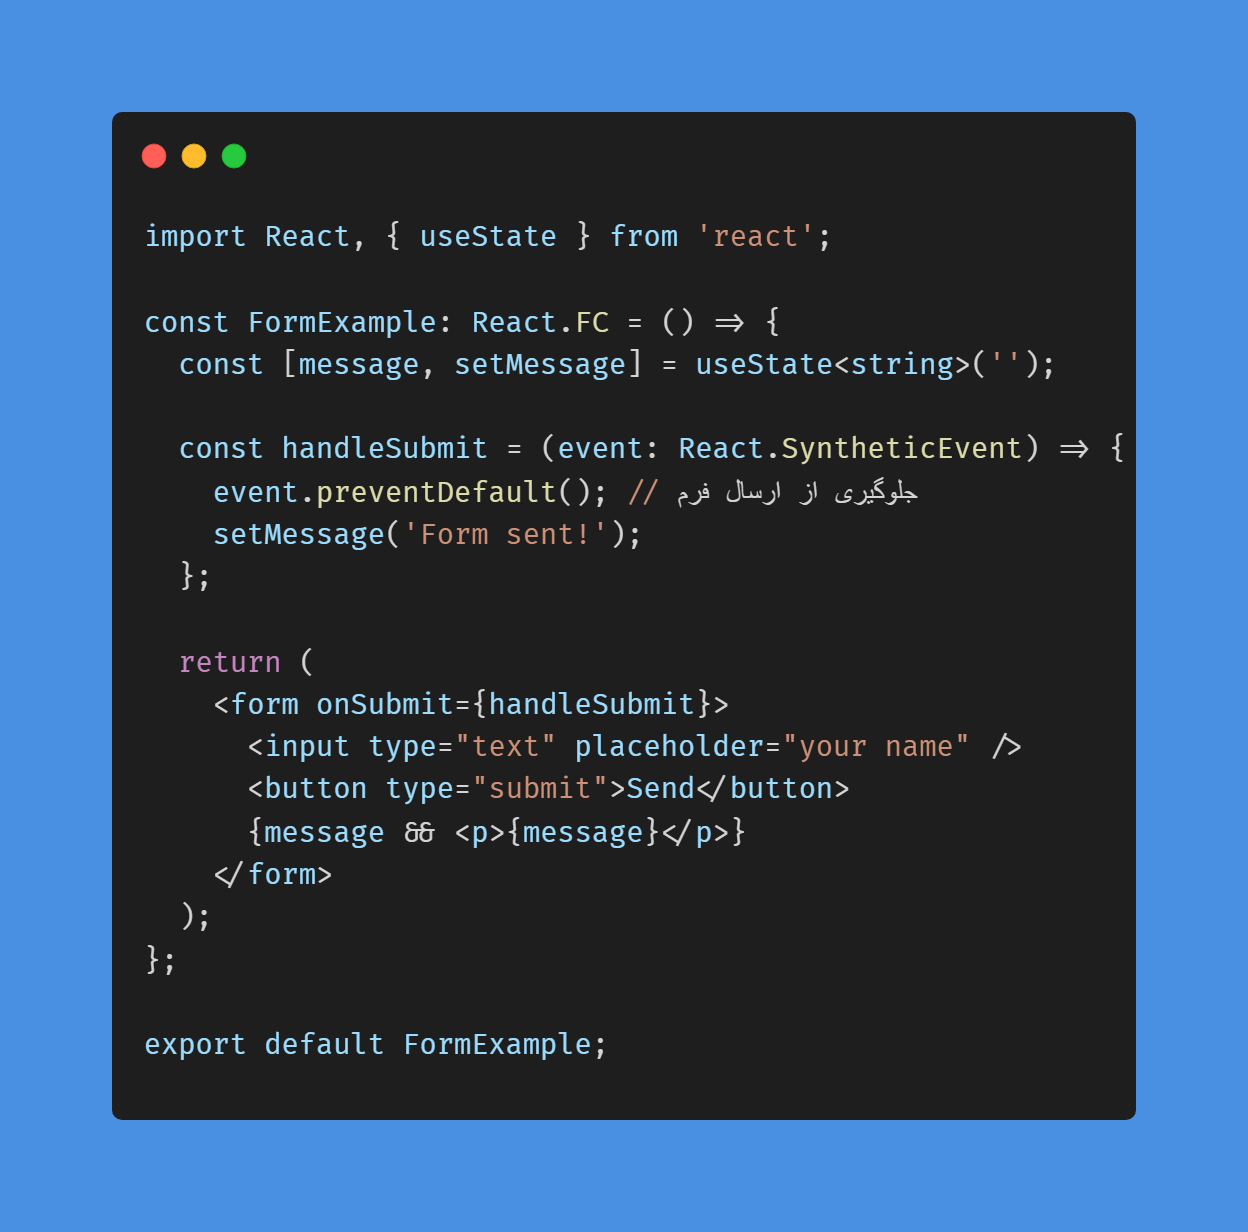 import React, { useState } from 'react';
const FormExample: React.FC = () => {
  const [message, setMessage] = useState<string>('');
  const handleSubmit = (event: React.SyntheticEvent) => {
    event.preventDefault(); // جلوگیری از ارسال فرم
    setMessage('Form sent!');
  };
  return (
    <form onSubmit={handleSubmit}>
      <input type="text" placeholder="your name" />
      <button type="submit">Send</button>
      {message && <p>{message}</p>}
    </form>
  );
};
export default FormExample;